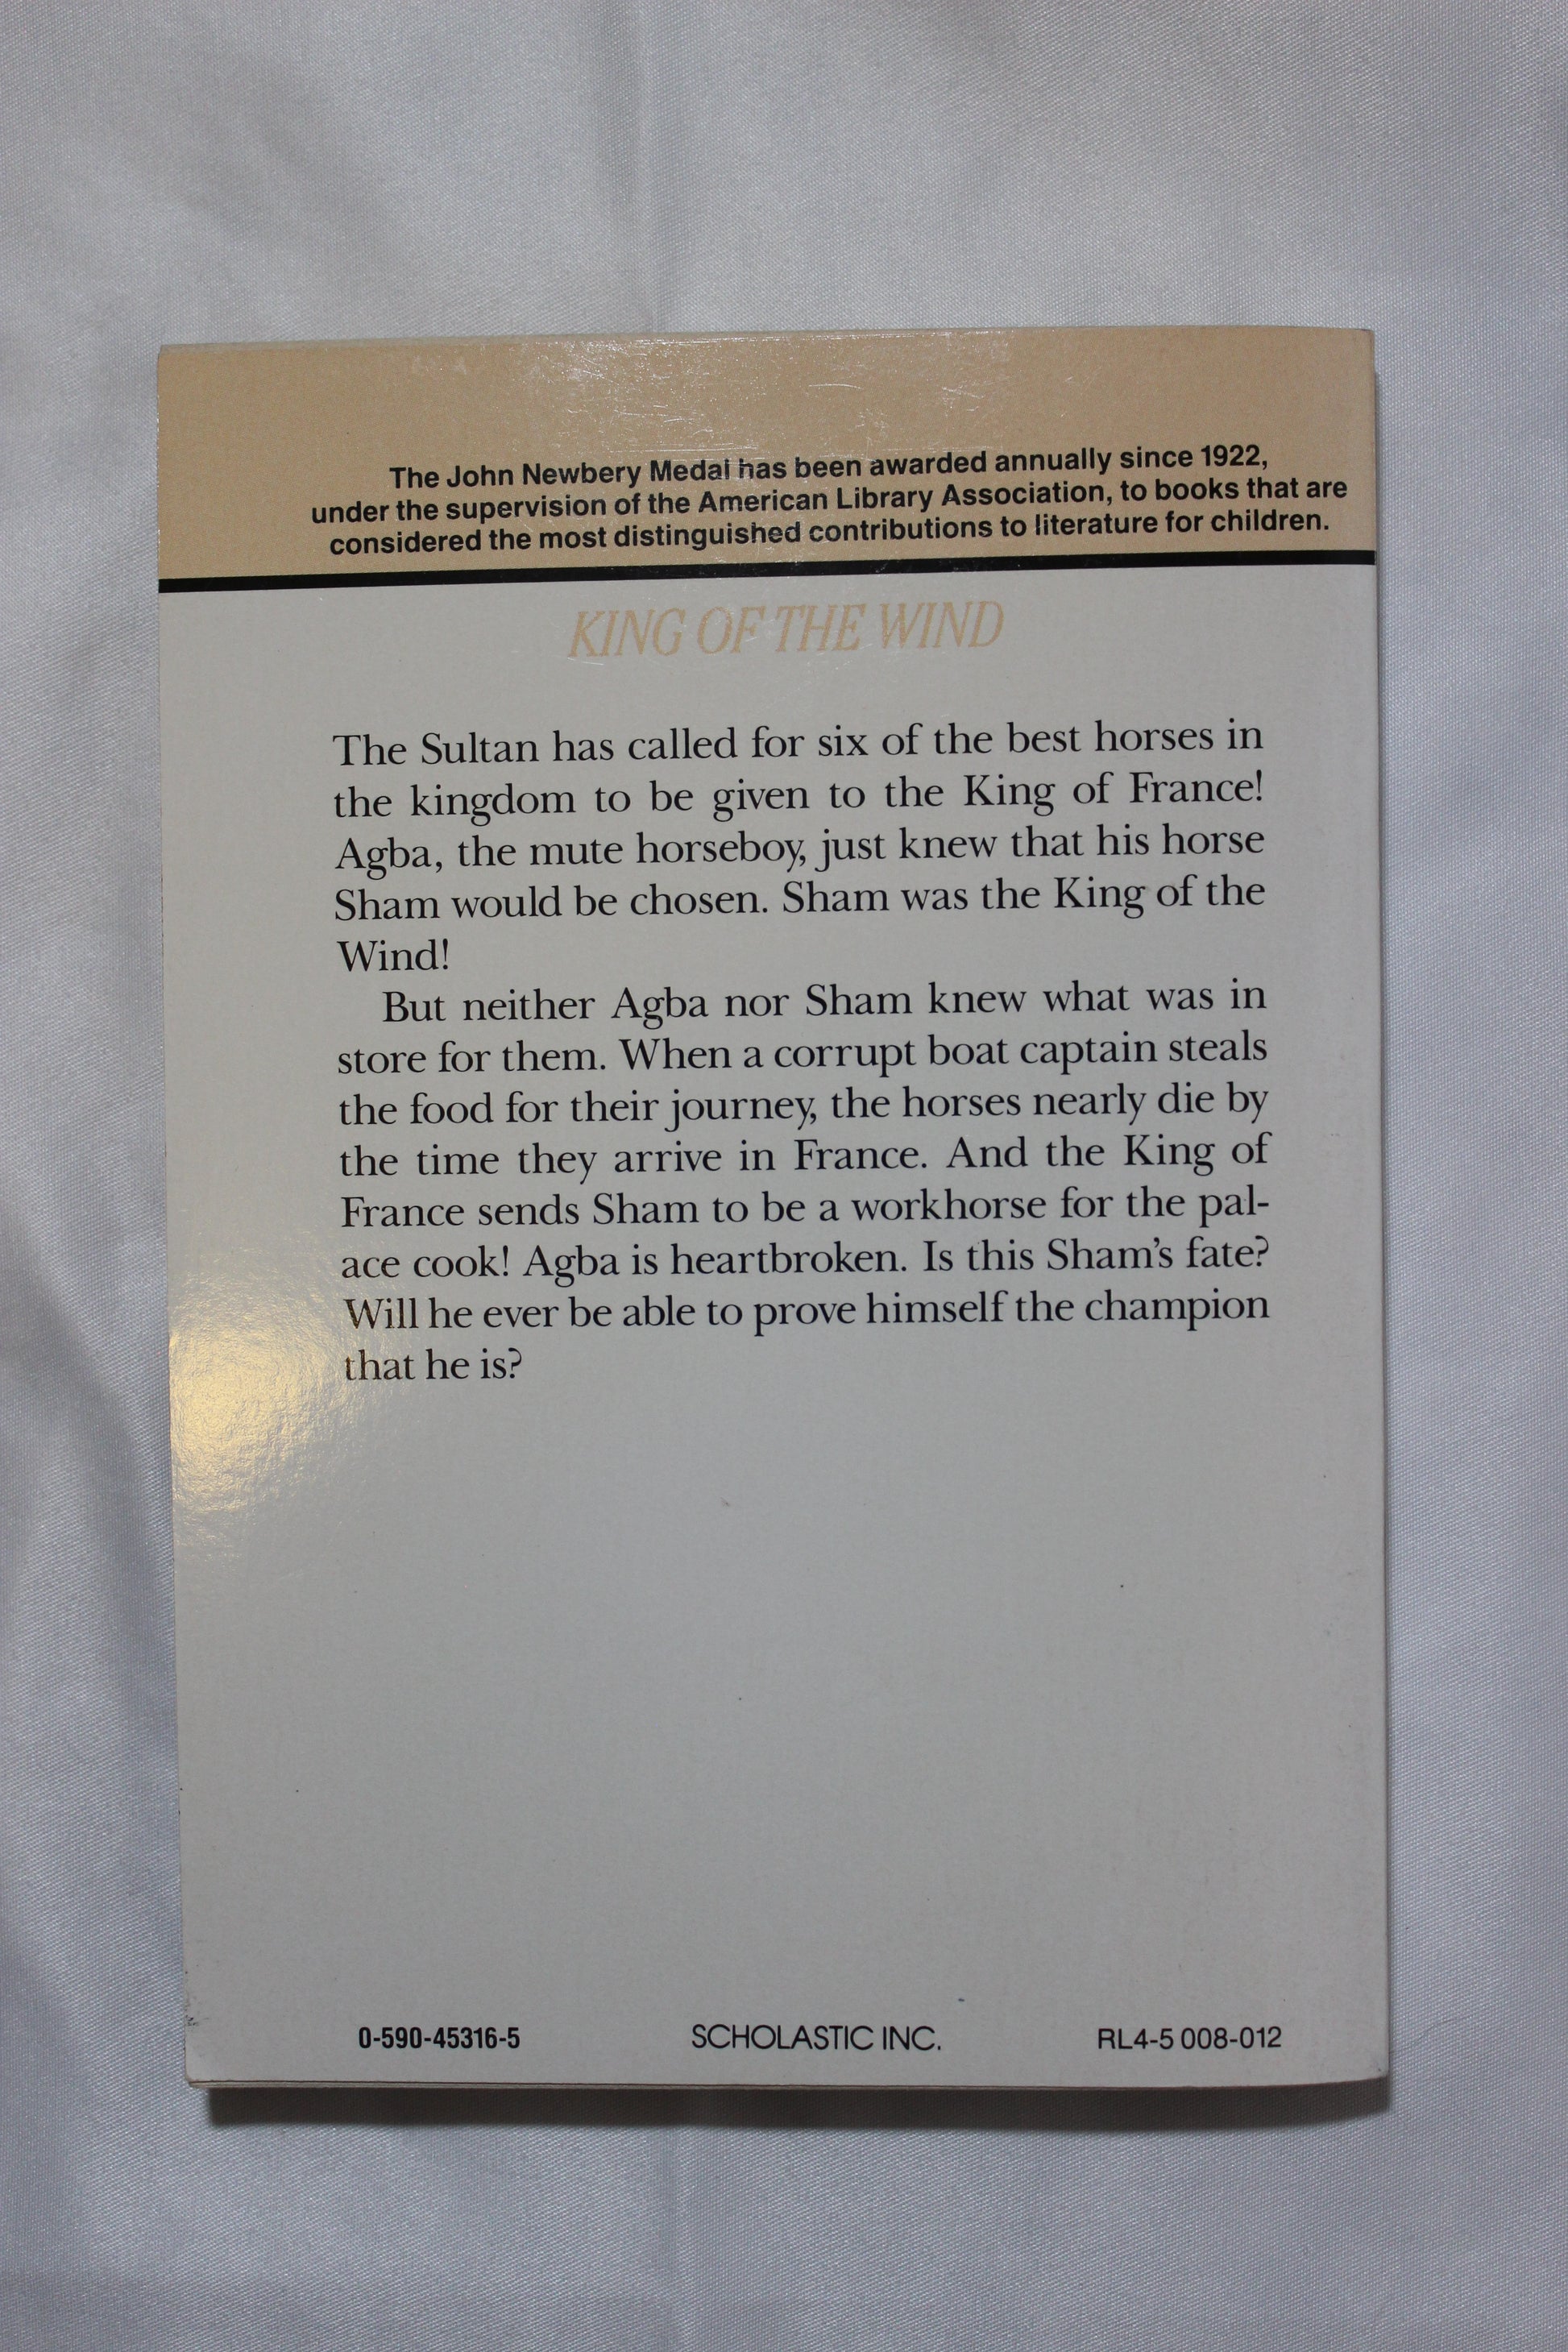 The John Newbery Medal has been awarded annually since 1922,
under the supervision of the American Library Association, to books that are
considered the most distinguished contributions to literature for children.
KING OF THE WIND
The Sultan has called for six of the best horses in
the kingdom to be given to the King of France!
Agba, the mute horseboy, just knew that his horse
Sham would be chosen. Sham was the King of the
Wind!
But neither Agba nor Sham knew what was in
store for them. When a corrupt boat captain steals
the food for their journey, the horses nearly die by
the time they arrive in France. And the King of
France sends Sham to be a workhorse for the pal-
ace cook! Agba is heartbroken. Is this Sham's fate?
Will he ever be able to prove himself the champion
that he is?
0-590-45316-5 SCHOLASTIC INC. RL4-5 008-012